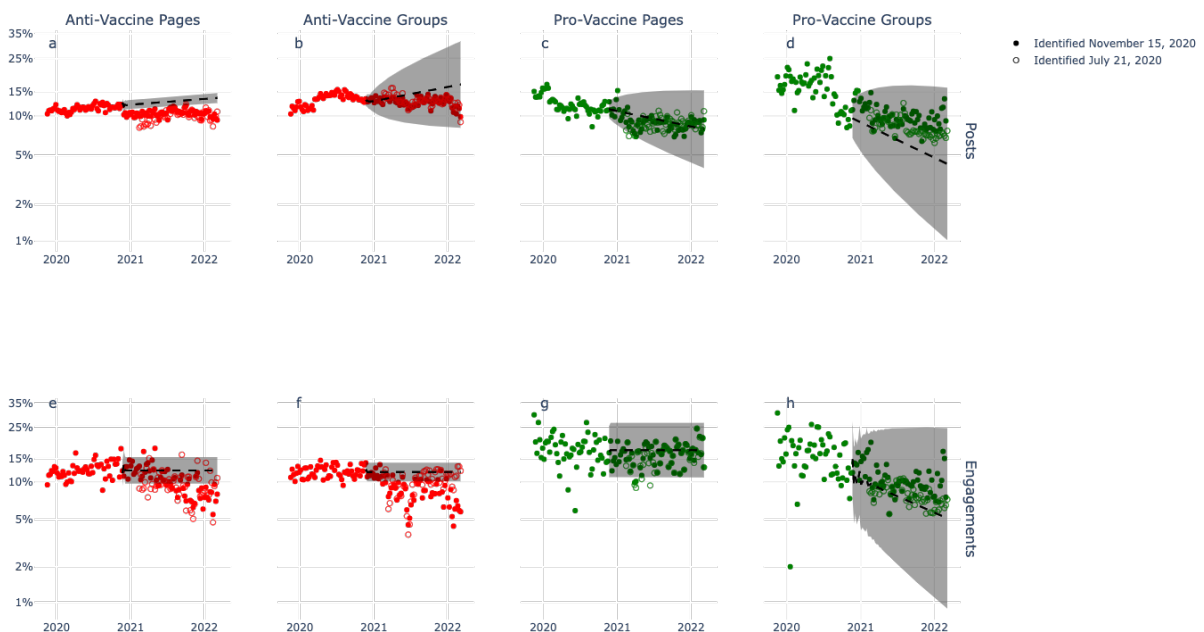 Anti-Vaccine Pages Anti-Vaccine Groups Pro-Vaccine Pages Pro-Vaccine Groups
35% a b c d
Identified November 15, 2020
Identified July 21, 2020
25%
15%
10%
5%
2%
1%
Posts
2020 2021 2022 2020 2021 2022 2020 2021 2022 2020 2021 2022
35% e f g h
25%
15%
10%
5%
2%
1%
Engagements
2020 2021 2022 2020 2021 2022 2020 2021 2022 2020 2021 2022